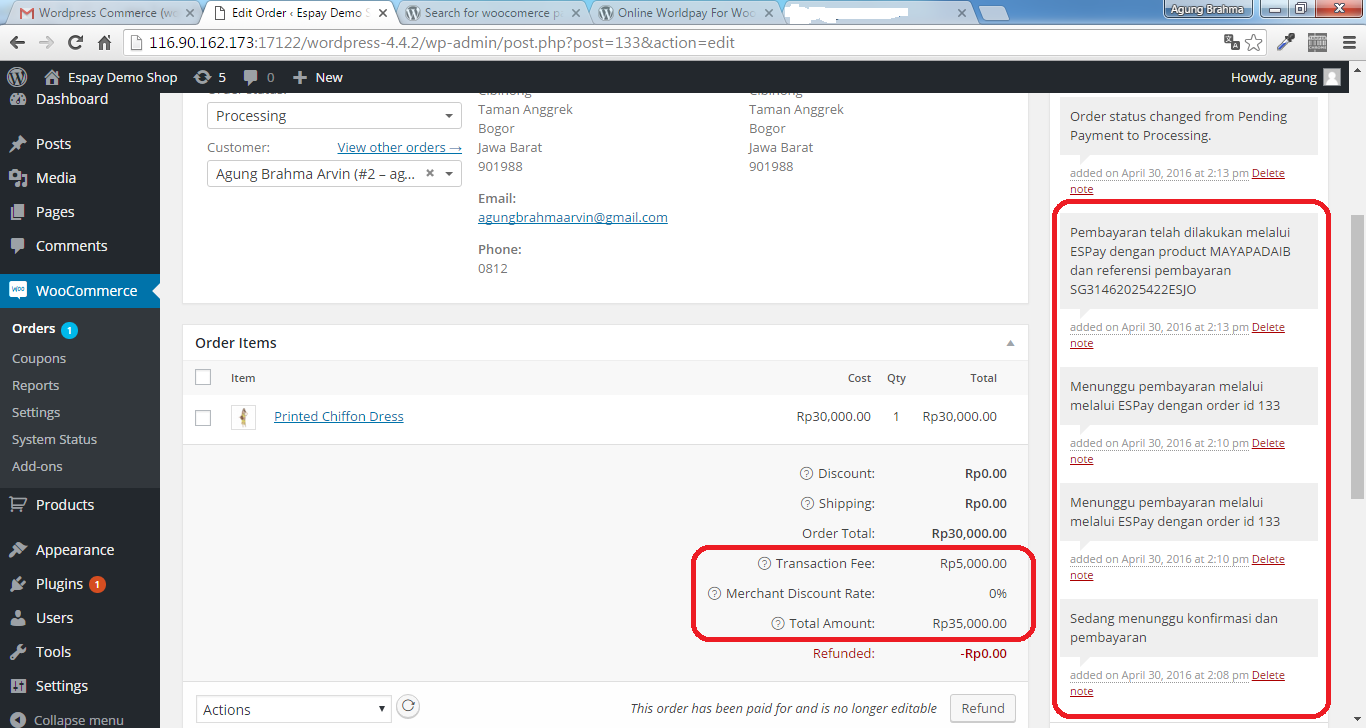 Wordpress Commerce (we
Edit Order ‹ Espay Demo S
Search for woocomerce p
Online Worldpay For Woo
Agung Brahma
116.90.162.173:17122/wordpress-4.4.2/wp-admin/post.php?post=133&action=edit
Espay Demo Shop
5
0
New
Howdy, agung
Dashboard
Posts
Media
Pages
Comments
WooCommerce
Orders 1
Coupons
Reports
Settings
System Status
Add-ons
Products
Appearance
Plugins 1
Users
Tools
Settings
Collapse menu
Order Status:
Processing
Customer:
View other orders →
Agung Brahma Arvin (#2 – ag...
Cibinong
Taman Anggrek
Bogor
Jawa Barat
901988
Email:
agungbrahmaarvin@gmail.com
Phone:
0812
Cibinong
Taman Anggrek
Bogor
Jawa Barat
901988
Order Items
Item Cost Qty Total
Printed Chiffon Dress Rp30,000.00 1 Rp30,000.00
Discount: Rp0.00
Shipping: Rp0.00
Order Total: Rp30,000.00
Transaction Fee: Rp5,000.00
Merchant Discount Rate: 0%
Total Amount: Rp35,000.00
Refunded: -Rp0.00
Actions
This order has been paid for and is no longer editable
Refund
Order status changed from Pending
Payment to Processing.
added on April 30, 2016 at 2:13 pm Delete
note
Pembayaran telah dilakukan melalui
ESPay dengan product MAYAPADAIB
dan referensi pembayaran
SG31462025422ESJO
added on April 30, 2016 at 2:13 pm Delete
note
Menunggu pembayaran melalui
melalui ESPay dengan order id 133
added on April 30, 2016 at 2:10 pm Delete
note
Menunggu pembayaran melalui
melalui ESPay dengan order id 133
added on April 30, 2016 at 2:10 pm Delete
note
Sedang menunggu konfirmasi dan
pembayaran
added on April 30, 2016 at 2:08 pm Delete
note